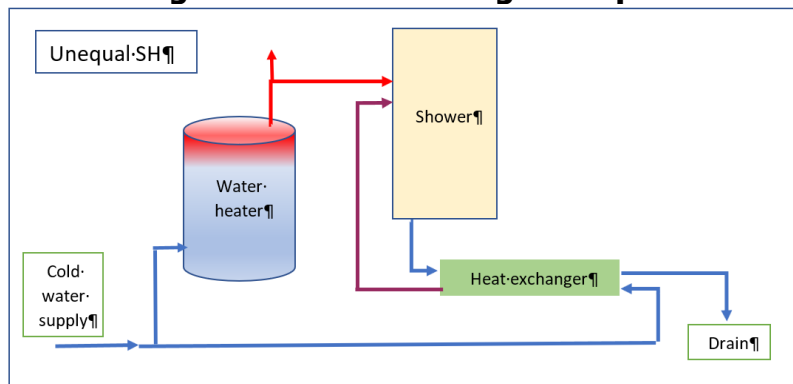 Unequal·SH¶
Shower¶
Water·
heater¶
Cold·
water·
supply¶
Heat·exchanger¶
Drain¶